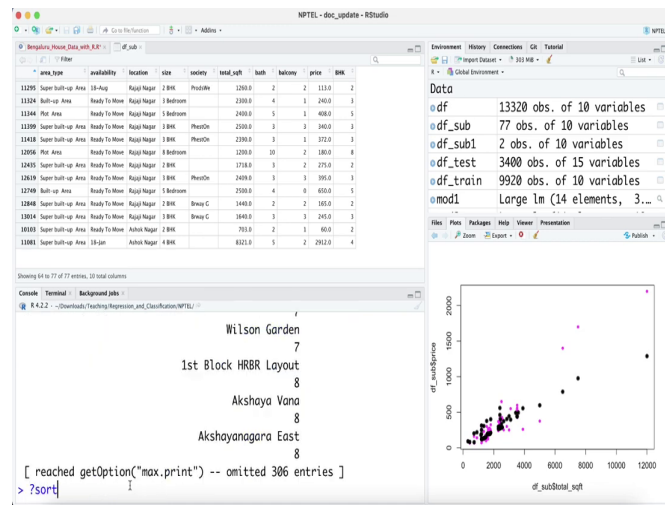 NPTEL - doc_update - RStudio
Go to file/function
Addins
NPTEL
Bengaluru_House_Data_with_R.R* df_sub
Filter
area_type availability location size society total_sqft bath balcony price BHK
11295 Super built-up Area 18-Aug Rajaji Nagar 2 BHK ProdsWe 1260.0 2 2 113.0 2
11324 Built-up Area Ready To Move Rajaji Nagar 3 Bedroom 2300.0 4 1 240.0 3
11344 Plot Area Ready To Move Rajaji Nagar 5 Bedroom 2400.0 5 1 408.0 5
11399 Super built-up Area Ready To Move Rajaji Nagar 3 BHK PhestOn 2500.0 3 3 340.0 3
11418 Super built-up Area Ready To Move Rajaji Nagar 3 BHK PhestOn 2390.0 3 1 372.0 3
12056 Plot Area Ready To Move Rajaji Nagar 8 Bedroom 1200.0 10 2 180.0 8
12435 Super built-up Area Ready To Move Rajaji Nagar 2 BHK 1718.0 3 2 275.0 2
12619 Super built-up Area Ready To Move Rajaji Nagar 3 BHK PhestOn 2409.0 3 3 395.0 3
12749 Built-up Area Ready To Move Rajaji Nagar 5 Bedroom 2500.0 4 0 650.0 5
12848 Super built-up Area Ready To Move Rajaji Nagar 2 BHK Brway G 1440.0 2 2 165.0 2
13014 Super built-up Area Ready To Move Rajaji Nagar 3 BHK Brway G 1640.0 3 3 245.0 3
10103 Super built-up Area Ready To Move Ashok Nagar 2 BHK 703.0 2 1 60.0 2
11081 Super built-up Area 16-Jan Ashok Nagar 4 BHK 8321.0 5 2 2912.0 4
Showing 64 to 77 of 77 entries, 10 total columns
Console Terminal Background Jobs
R 4.2.2 · ~/Downloads/Teaching/Regression_and_Classification/NPTEL/
7
Wilson Garden
7
1st Block HRBR Layout
8
Akshaya Vana
8
Akshayanagara East
8
[ reached getOption("max.print") -- omitted 306 entries ]
> ?sort
Environment History Connections Git Tutorial
Import Dataset 303 MiB List
R Global Environment
Data
df 13320 obs. of 10 variables
df_sub 77 obs. of 10 variables
df_sub1 2 obs. of 10 variables
df_test 3400 obs. of 15 variables
df_train 9920 obs. of 10 variables
mod1 Large lm (14 elements, 3...
Files Plots Packages Help Viewer Presentation
Zoom Export Publish
df_sub$price
0 500 1000 1500 2000
0 2000 4000 6000 8000 10000 12000
df_sub$total_sqft